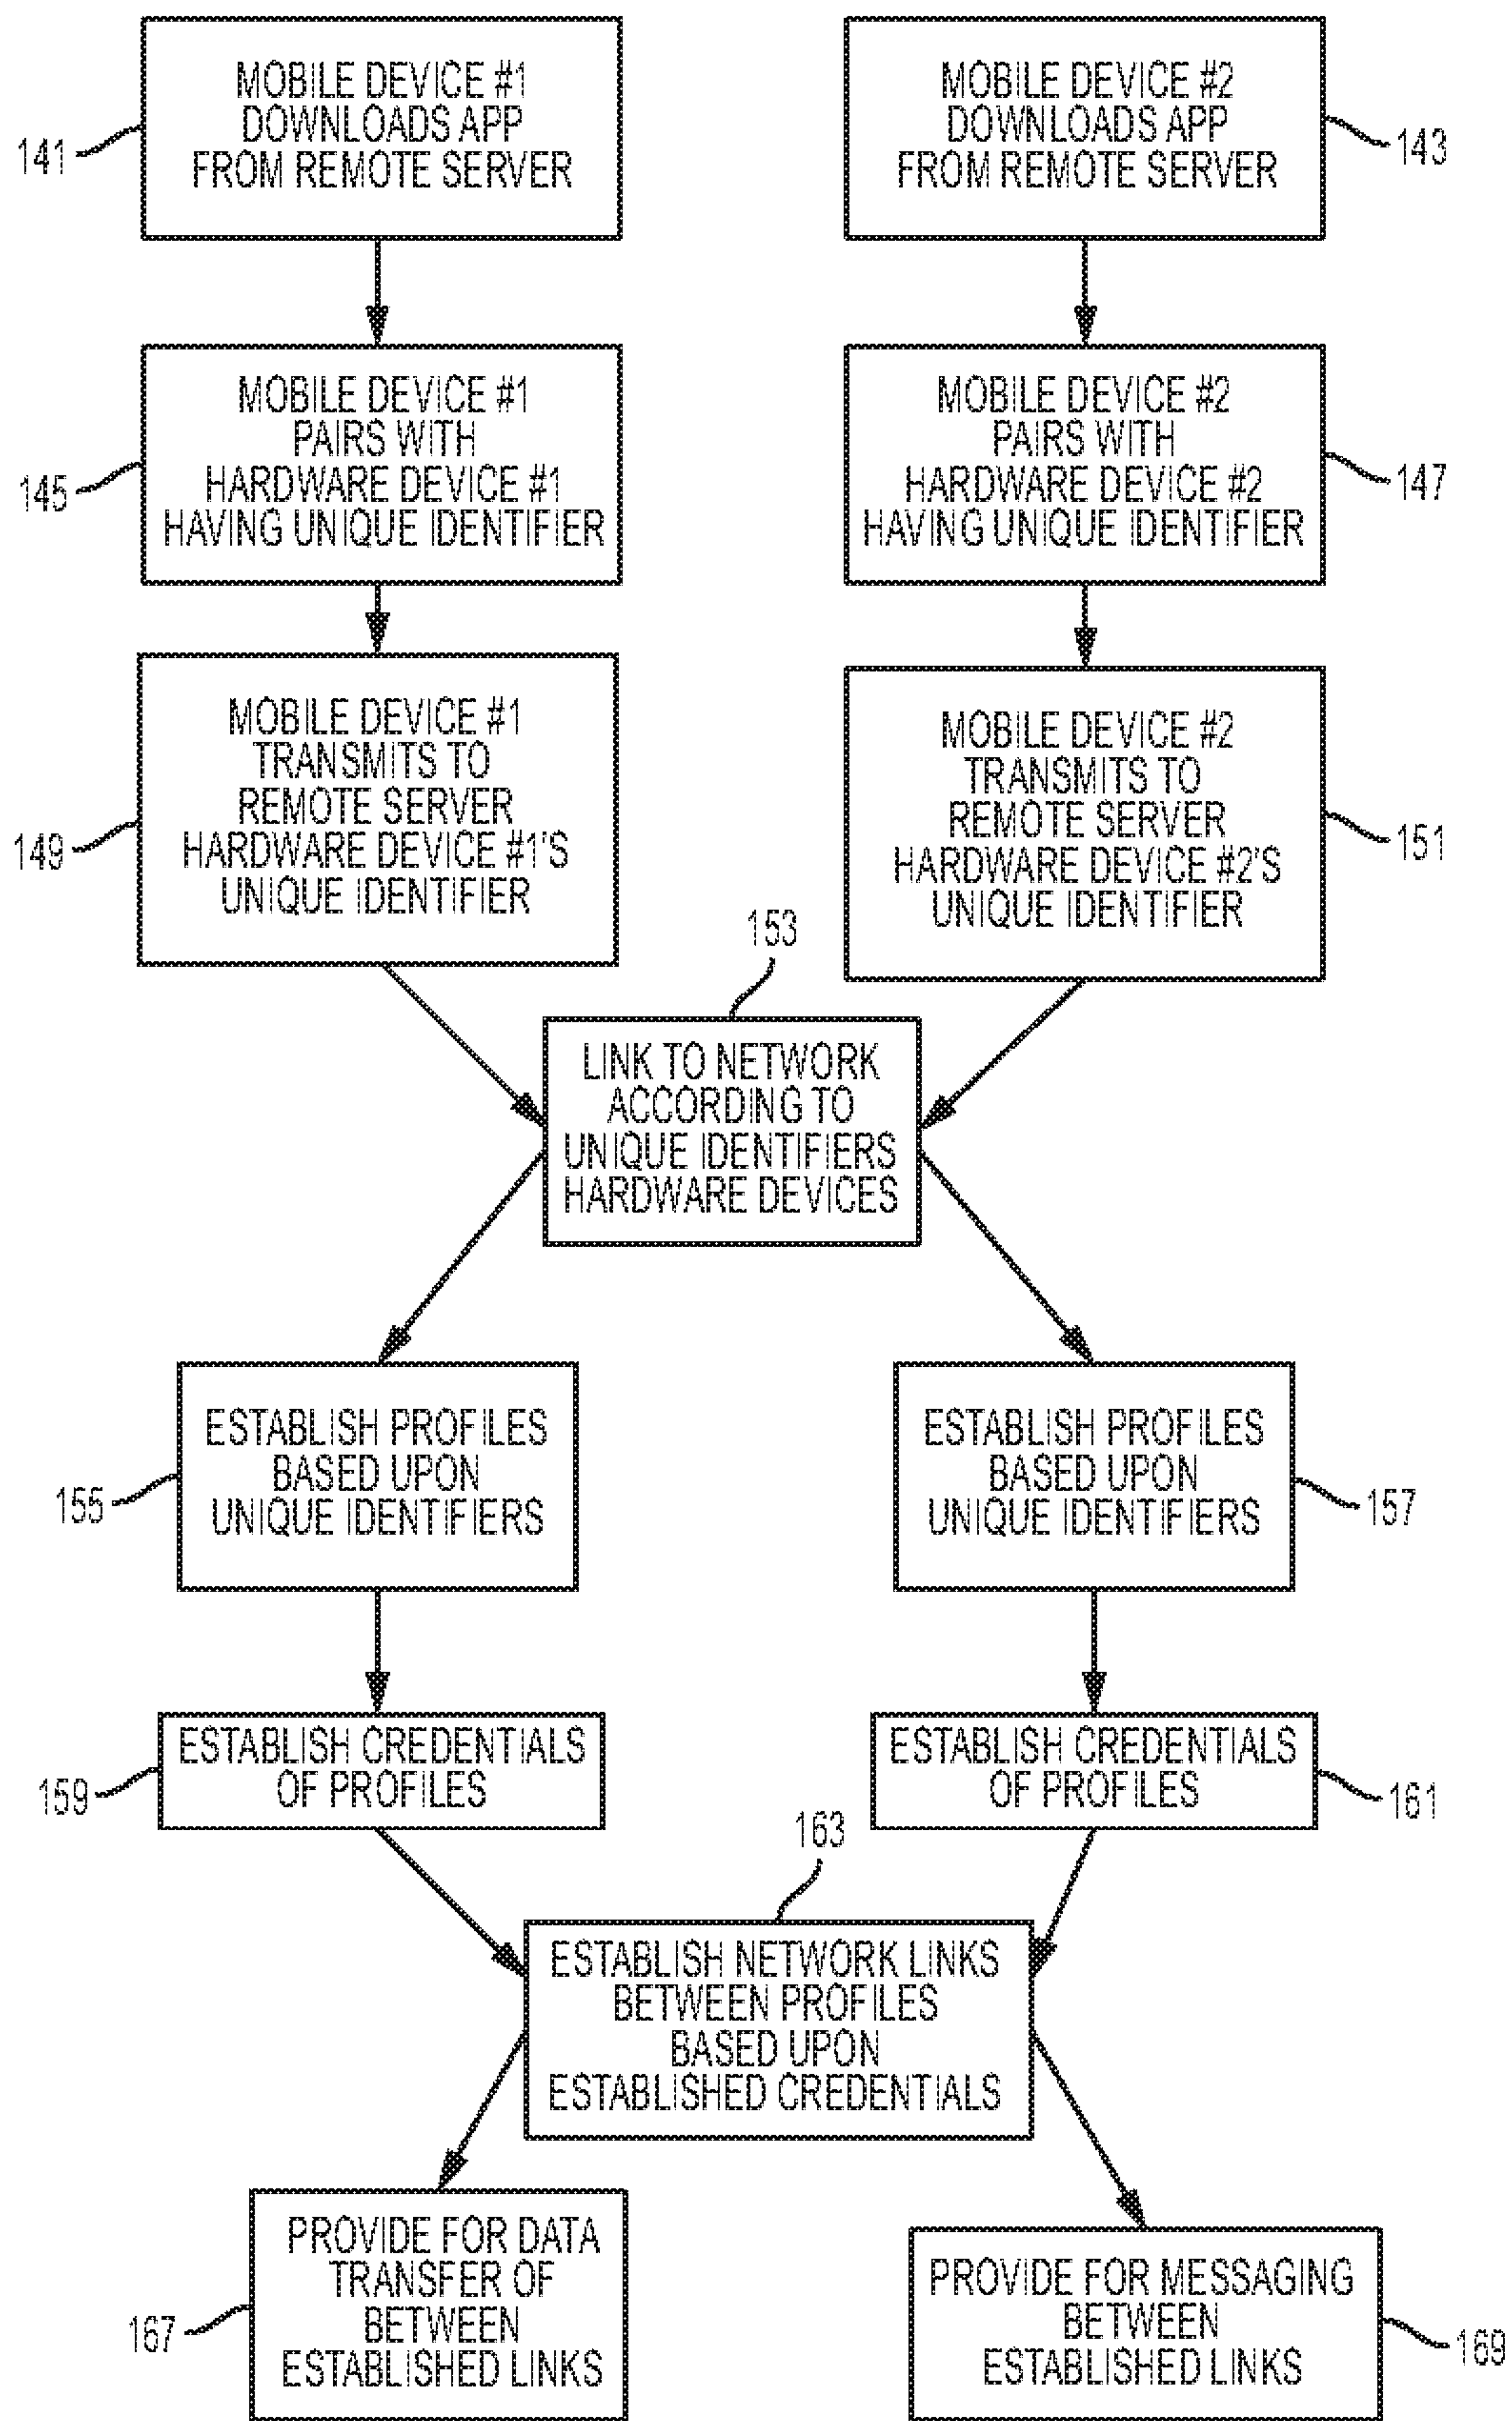 MOBILE DEVICE #1
DOWNLOADS APP
FROM REMOTE SERVER
141
MOBILE DEVICE #2
DOWNLOADS APP
FROM REMOTE SERVER
143
MOBILE DEVICE #1
PAIRS WITH
HARDWARE DEVICE #1
HAVING UNIQUE IDENTIFIER
145
MOBILE DEVICE #2
PAIRS WITH
HARDWARE DEVICE #2
HAVING UNIQUE IDENTIFIER
147
MOBILE DEVICE #1
TRANSMITS TO
REMOTE SERVER
HARDWARE DEVICE #1'S
UNIQUE IDENTIFIER
149
MOBILE DEVICE #2
TRANSMITS TO
REMOTE SERVER
HARDWARE DEVICE #2'S
UNIQUE IDENTIFIER
151
153
LINK TO NETWORK
ACCORDING TO
UNIQUE IDENTIFIERS
HARDWARE DEVICES
ESTABLISH PROFILES
BASED UPON
UNIQUE IDENTIFIERS
155
ESTABLISH PROFILES
BASED UPON
UNIQUE IDENTIFIERS
157
ESTABLISH CREDENTIALS
OF PROFILES
159
ESTABLISH CREDENTIALS
OF PROFILES
161
163
ESTABLISH NETWORK LINKS
BETWEEN PROFILES
BASED UPON
ESTABLISHED CREDENTIALS
PROVIDE FOR DATA
TRANSFER OF
BETWEEN
ESTABLISHED LINKS
167
PROVIDE FOR MESSAGING
BETWEEN
ESTABLISHED LINKS
169